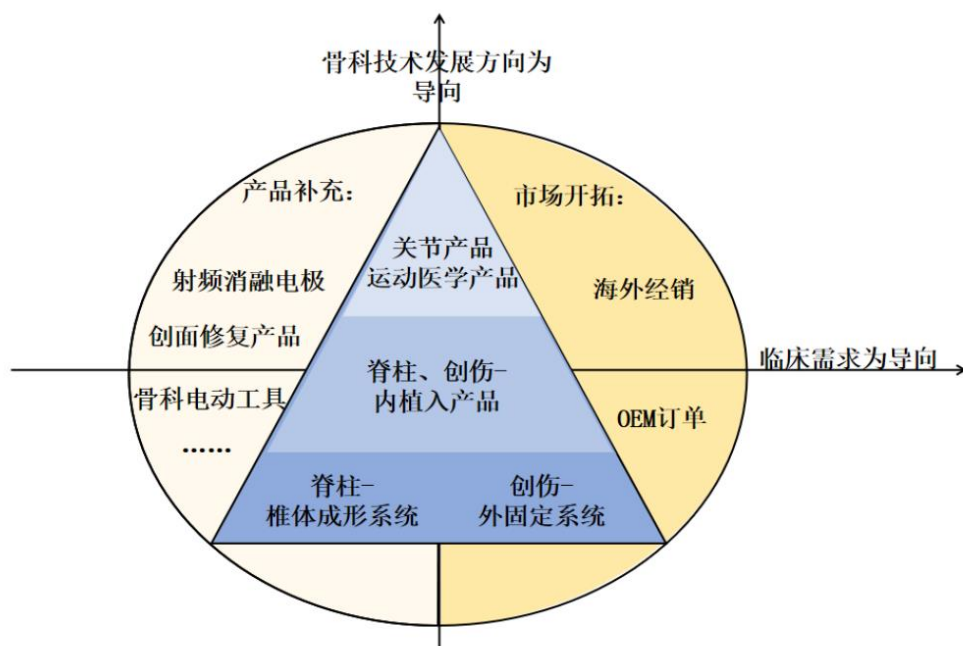 骨科技术发展方向为
导向
产品补充：
市场开拓：
关节产品
运动医学产品
射频消融电极
海外经销
创面修复产品
临床需求为导向
脊柱、创伤-
内植入产品
骨科电动工具
OEM订单
……
脊柱-
椎体成形系统
创伤-
外固定系统